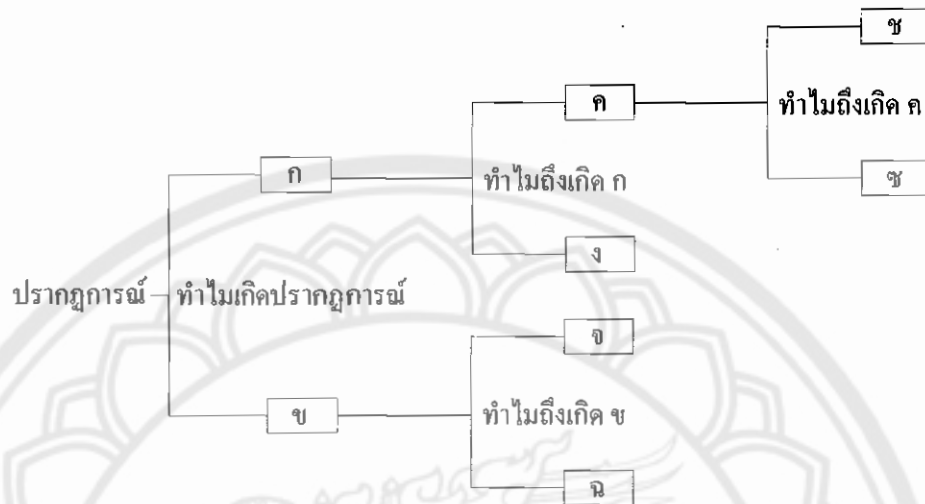 ช
ค
ทำไมถึงเกิด ค
ก
ทำไมถึงเกิด ก
ซ
ง
ปรากฏการณ์
ทำไมเกิดปรากฏการณ์
จ
ข
ทำไมถึงเกิด ข
ฉ